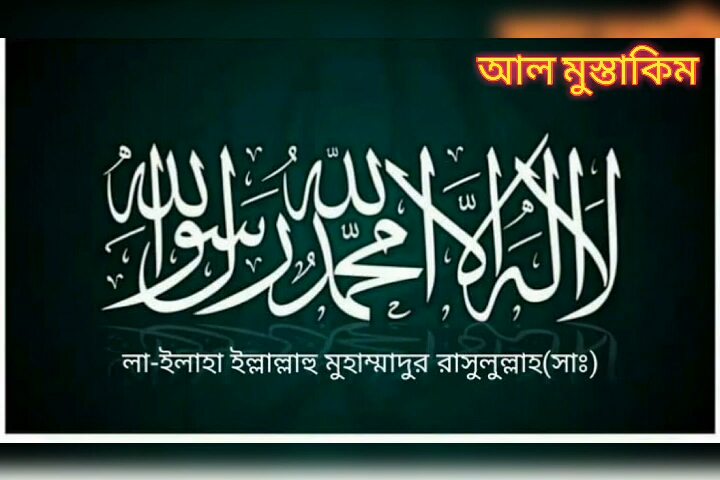 আল মুস্তাকিম
لا اله الا الله محمد رسول الله
লা-ইলাহা ইল্লাল্লাহু মুহাম্মাদুর রাসুলুল্লাহ(সাঃ)